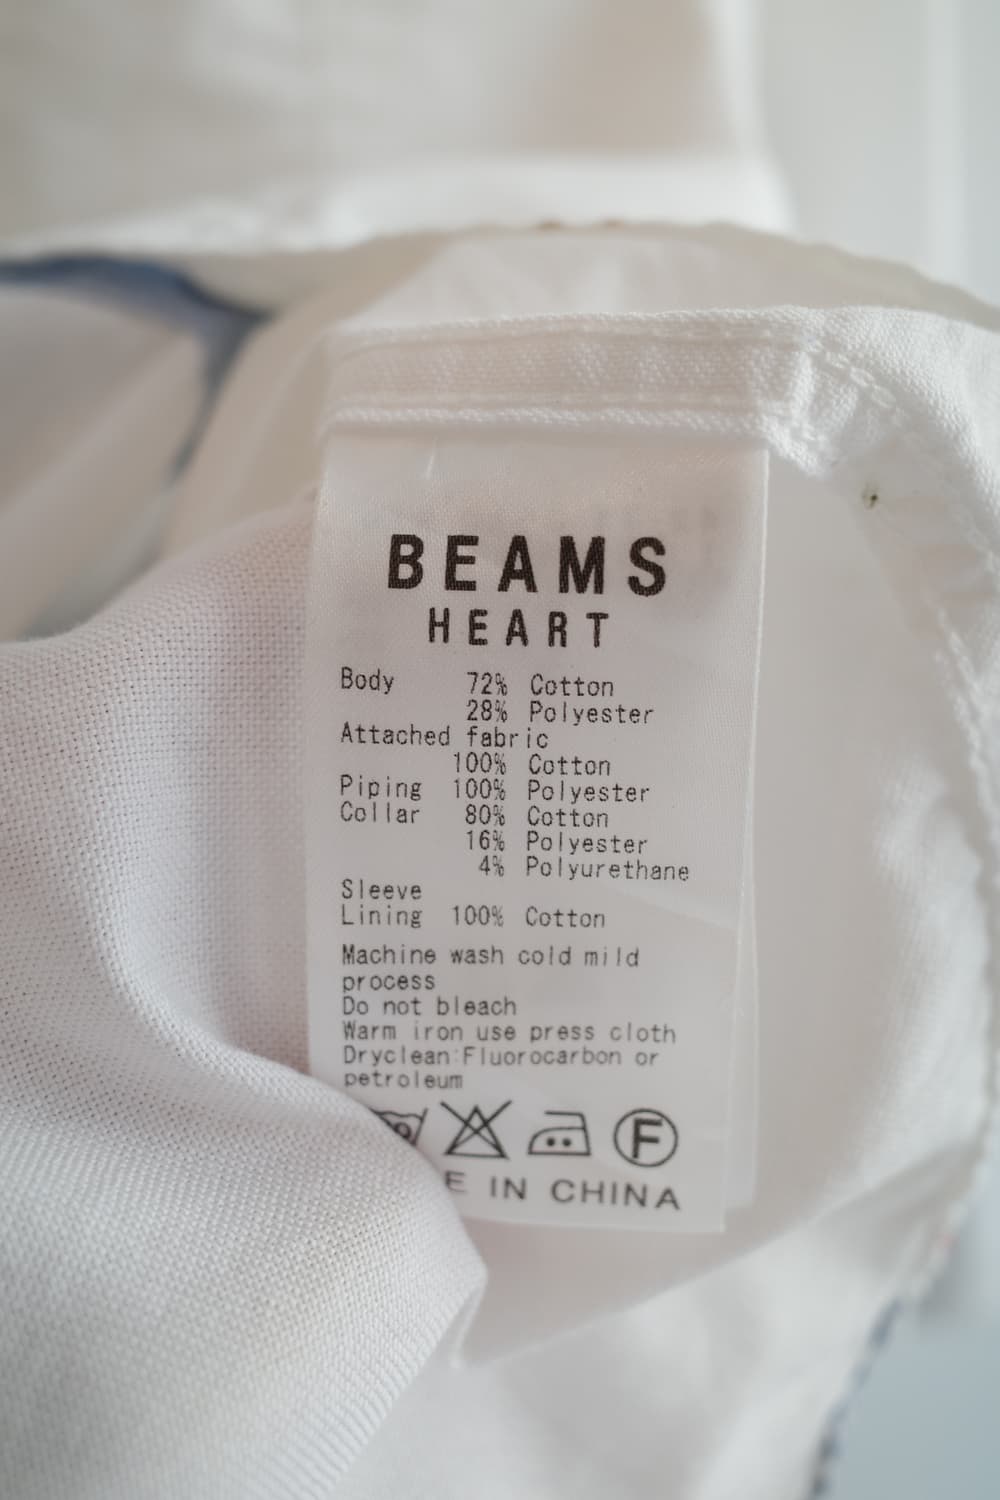 BEAMS
HEART
Body 72% Cotton
28% Polyester
Attached fabric
100% Cotton
Piping 100% Polyester
Collar 80% Cotton
16% Polyester
4% Polyurethane
Sleeve
Lining 100% Cotton
Machine wash cold mild
process
Do not bleach
Warm iron use press cloth
Dryclean:Fluorocarbon or
petroleum
F
E IN CHINA